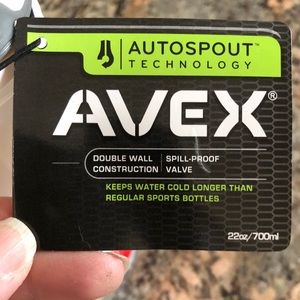 AUTOSPOUT™
TECHNOLOGY
AVEX®
DOUBLE WALL
CONSTRUCTION
SPILL-PROOF
VALVE
KEEPS WATER COLD LONGER THAN
REGULAR SPORTS BOTTLES
22oz/700ml